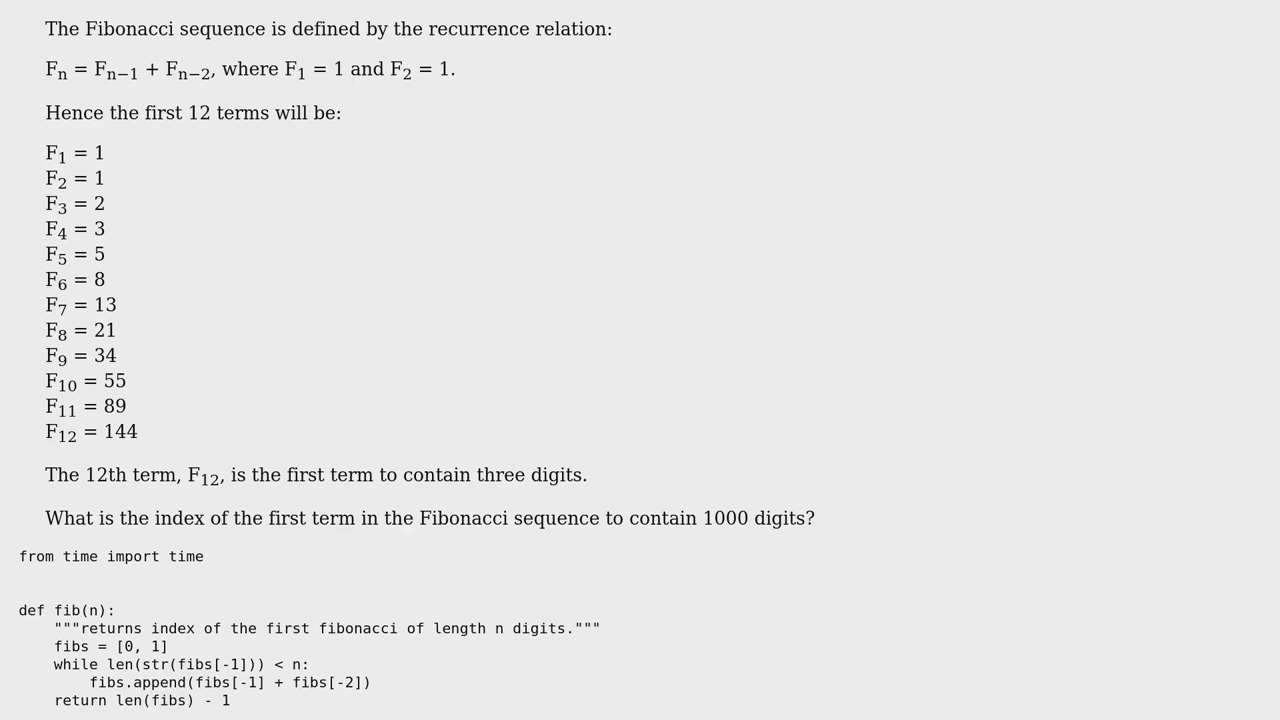 The Fibonacci sequence is defined by the recurrence relation:
Fₙ = Fₙ₋₁ + Fₙ₋₂, where F₁ = 1 and F₂ = 1.
Hence the first 12 terms will be:
F₁ = 1
F₂ = 1
F₃ = 2
F₄ = 3
F₅ = 5
F₆ = 8
F₇ = 13
F₈ = 21
F₉ = 34
F₁₀ = 55
F₁₁ = 89
F₁₂ = 144
The 12th term, F₁₂, is the first term to contain three digits.
What is the index of the first term in the Fibonacci sequence to contain 1000 digits?
from time import time
def fib(n):
    """returns index of the first fibonacci of length n digits."""
    fibs = [0, 1]
    while len(str(fibs[-1])) < n:
        fibs.append(fibs[-1] + fibs[-2])
    return len(fibs) - 1